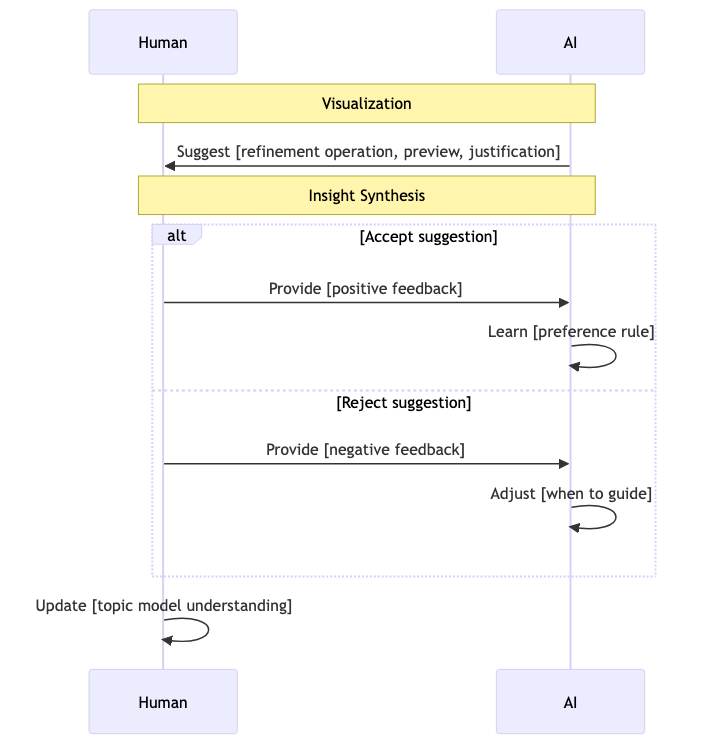 Human
AI
Visualization
Suggest [refinement operation, preview, justification]
Insight Synthesis
alt
[Accept suggestion]
Provide [positive feedback]
Learn [preference rule]
[Reject suggestion]
Provide [negative feedback]
Adjust [when to guide]
Update [topic model understanding]
Human
AI